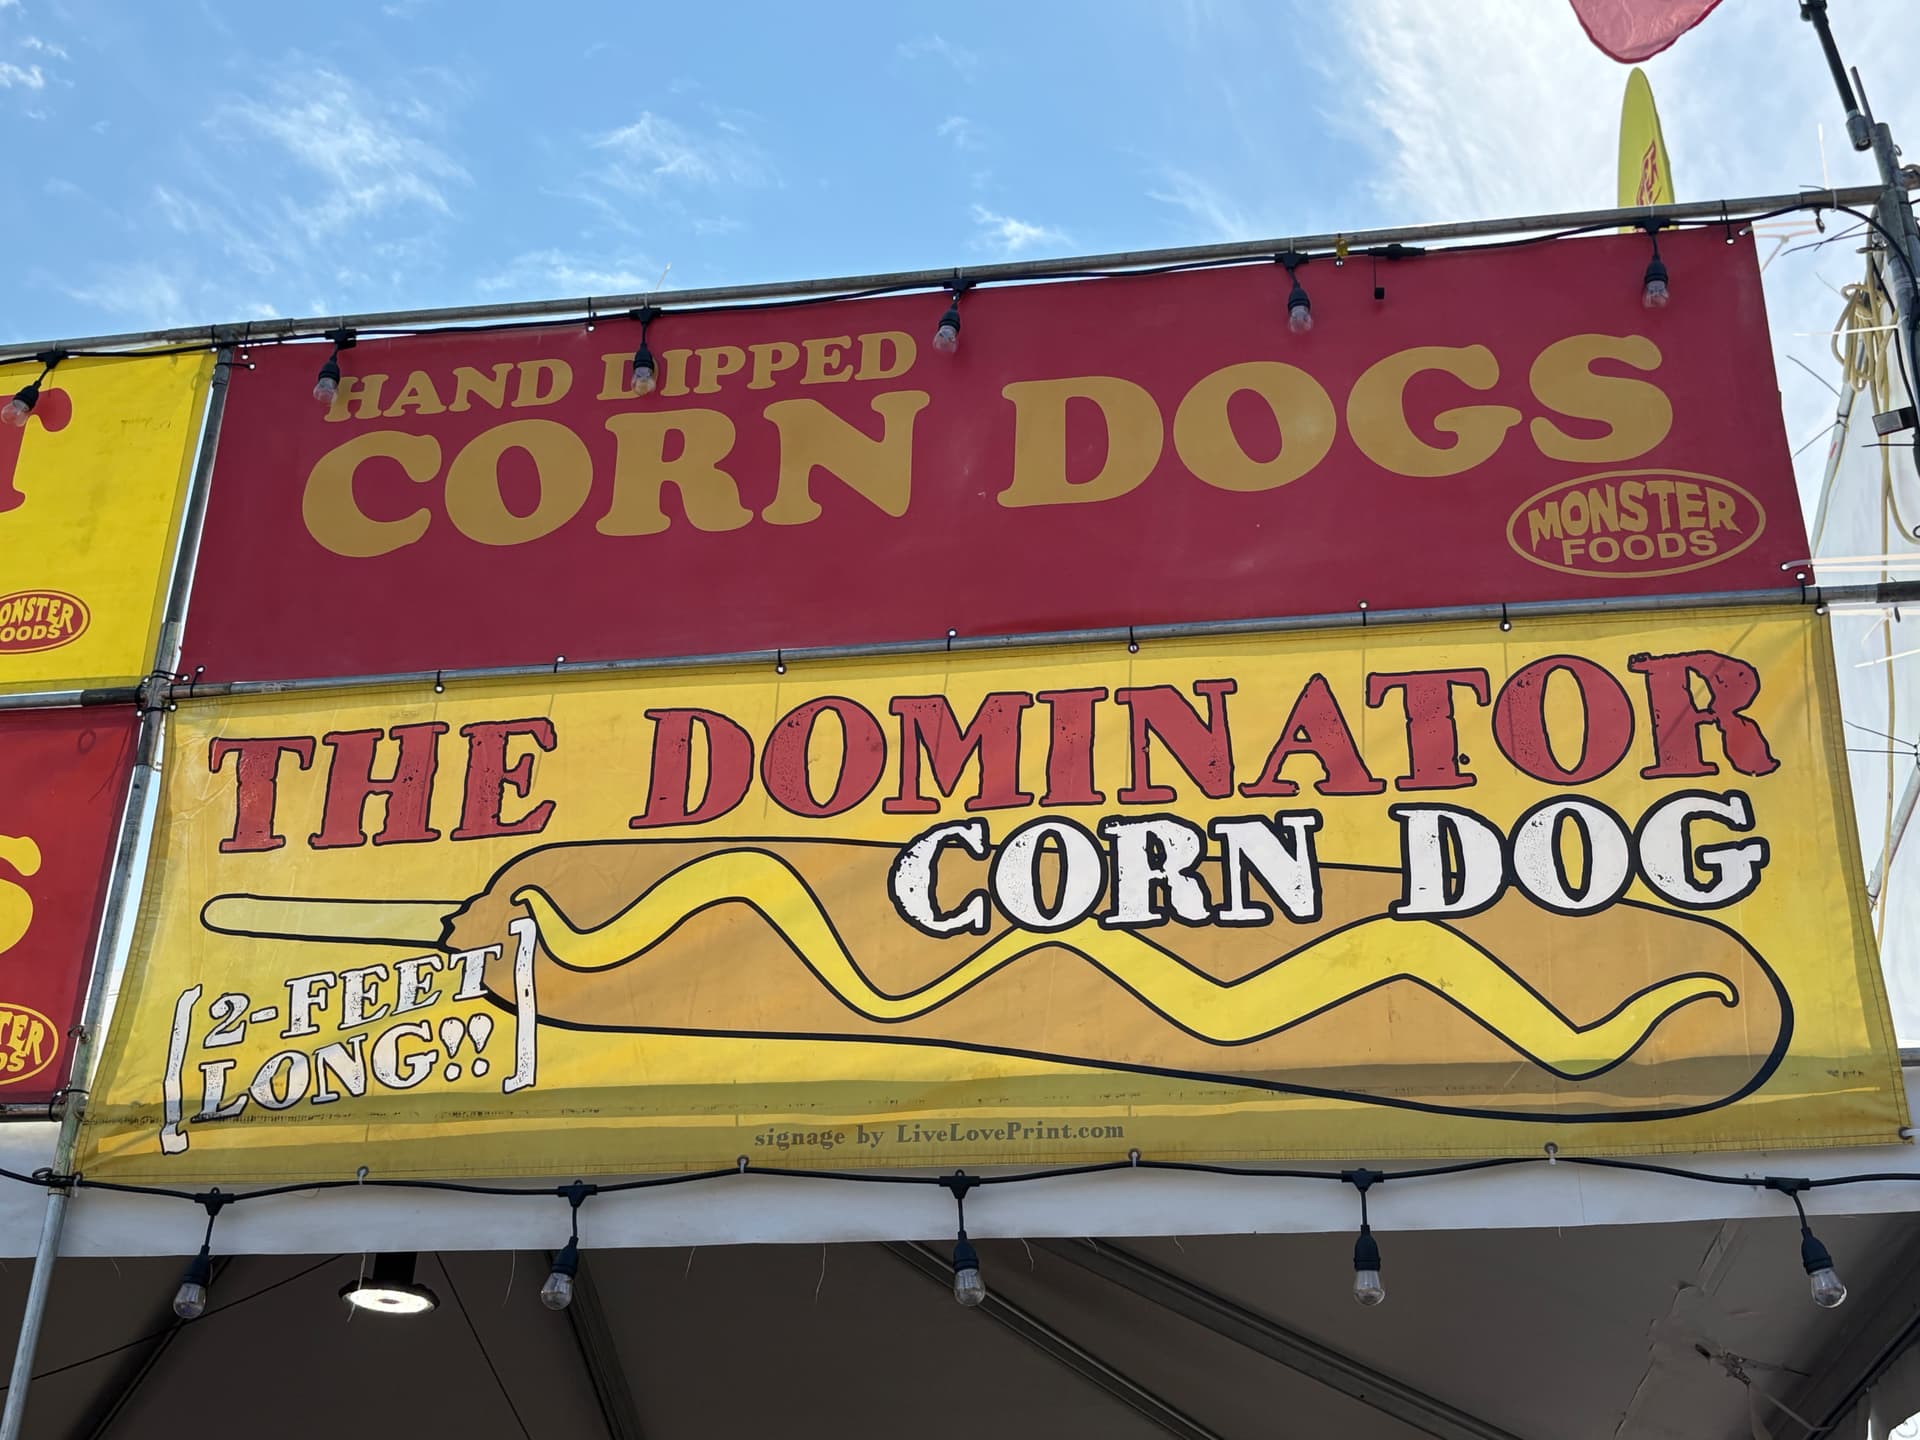 HAND DIPPED
CORN DOGS
MONSTER
FOODS
THE DOMINATOR
CORN DOG
[2-FEET
LONG!!]
signage by LiveLovePrint.com